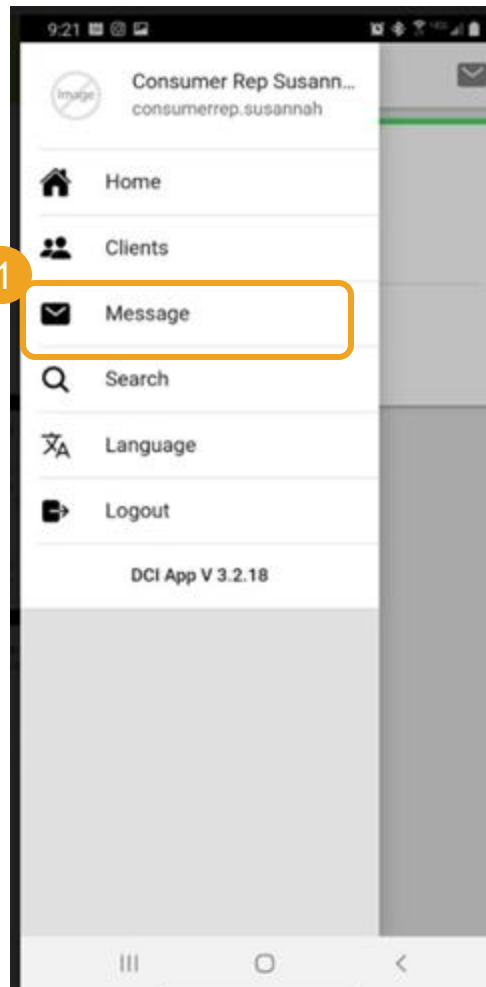 9:21
Image
Consumer Rep Susann...
consumerrep.susannah
Home
Clients
1
Message
Search
Language
Logout
DCI App V 3.2.18